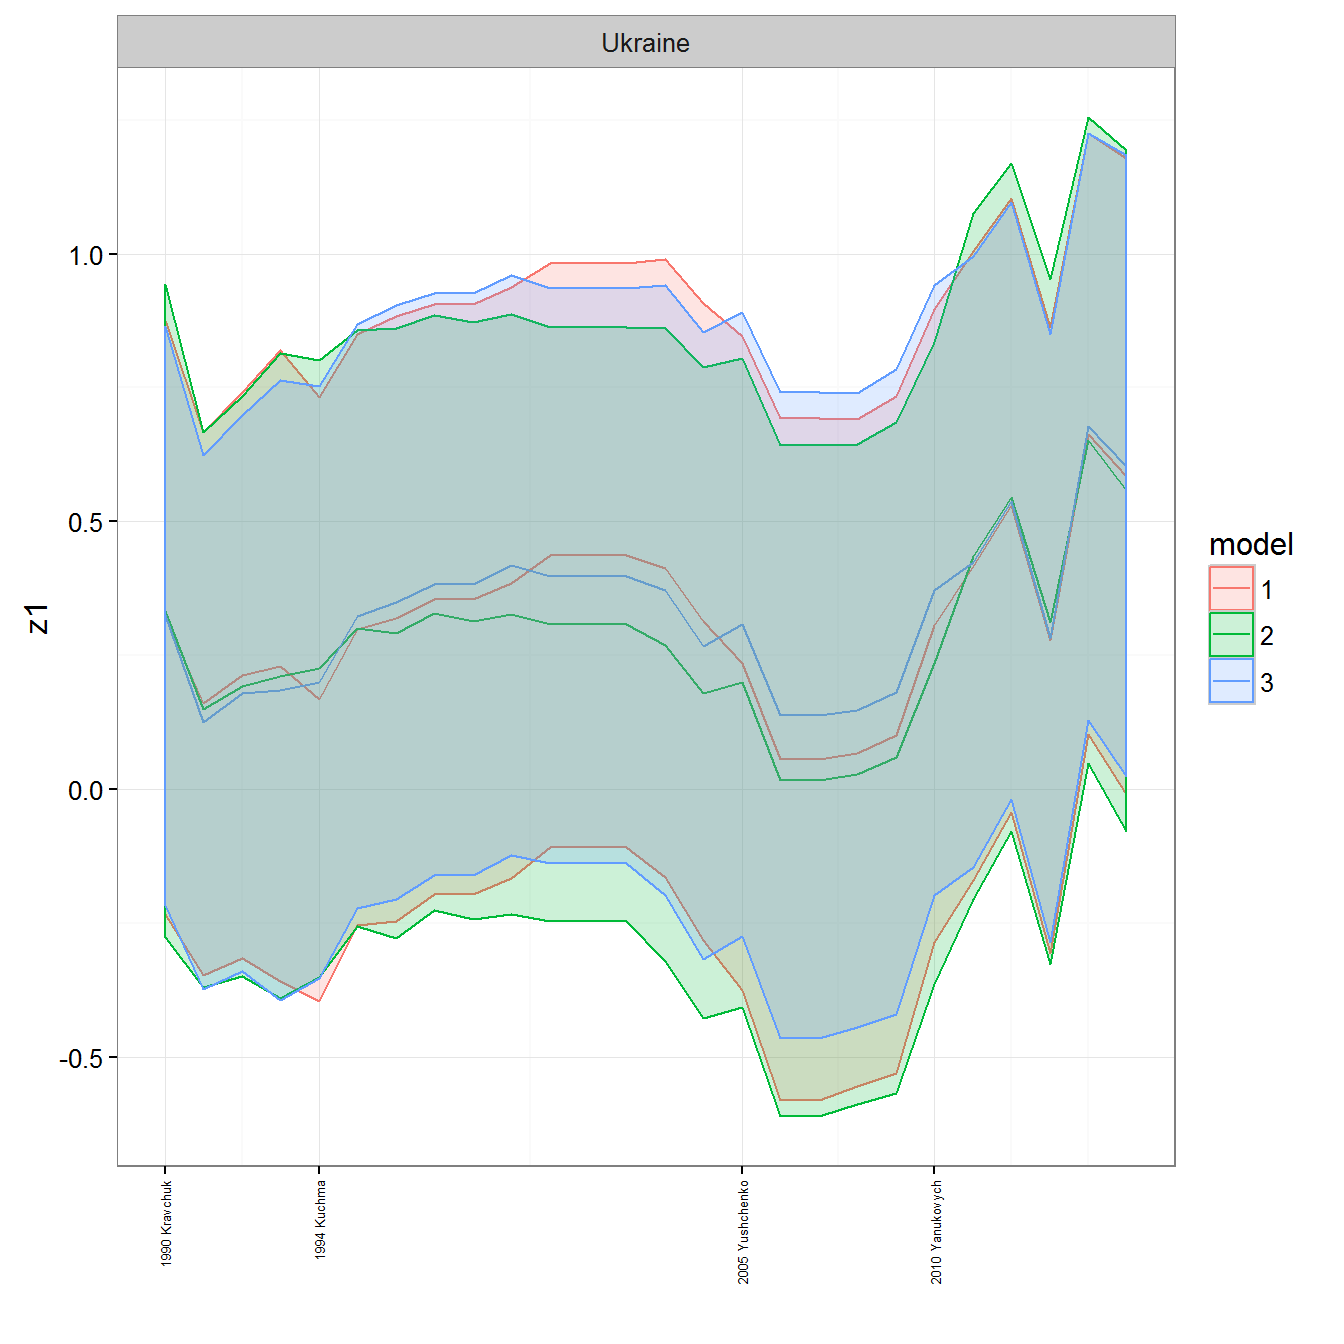 Ukraine
1.0
0.5
0.0
-0.5
z1
1990 Kravchuk
1994 Kuchma
2005 Yushchenko
2010 Yanukovych
model
1
2
3